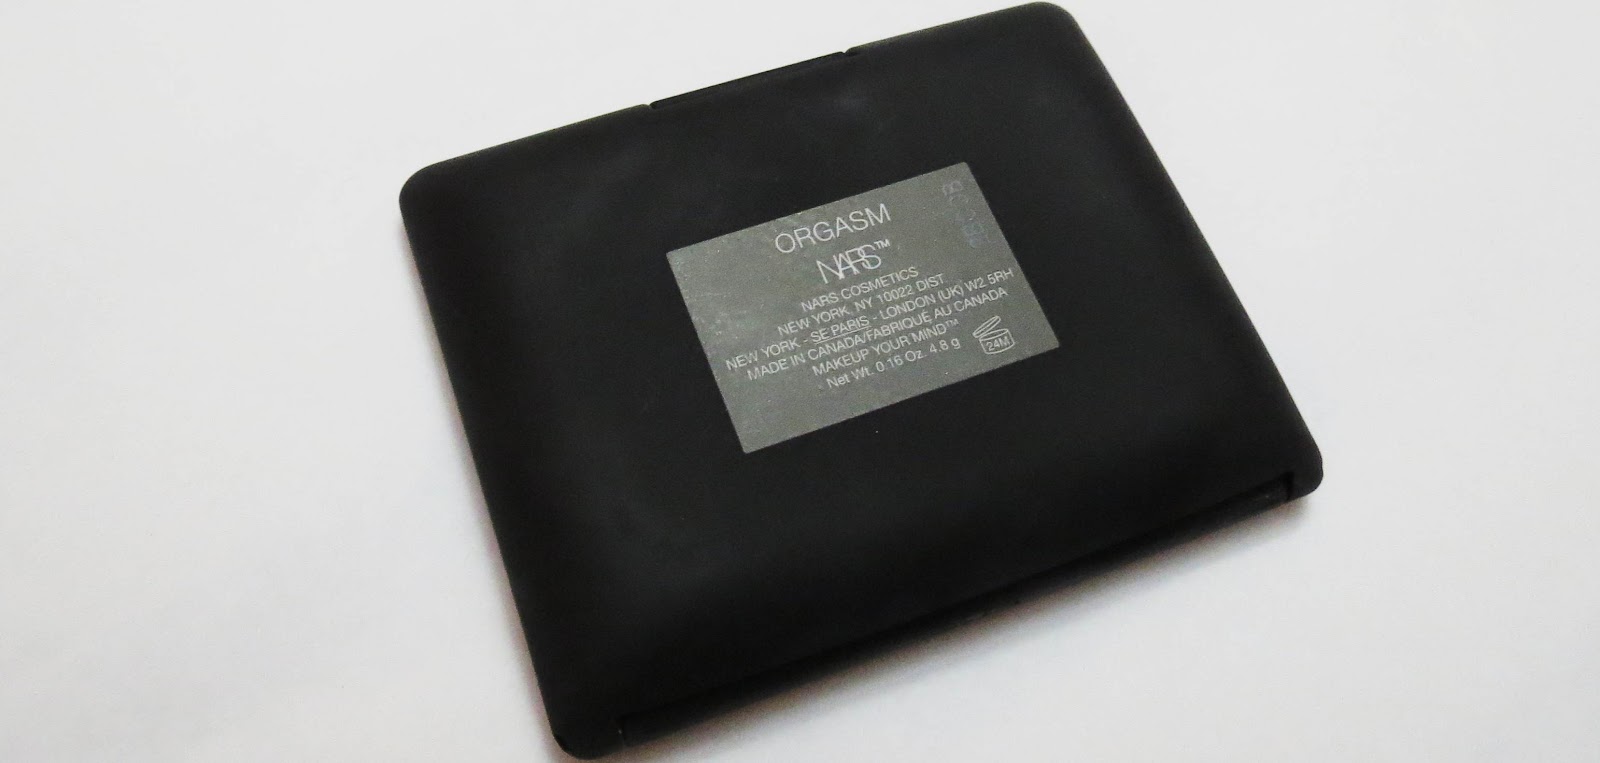 ORGASM
NARS™
NARS COSMETICS
NEW YORK, NY 10022 DIST
NEW YORK - SE PARIS - LONDON (UK) W2 5RH
MADE IN CANADA/FABRIQUÉ AU CANADA
MAKEUP YOUR MIND™
Net Wt. 0.16 Oz. 4.8 g
24M